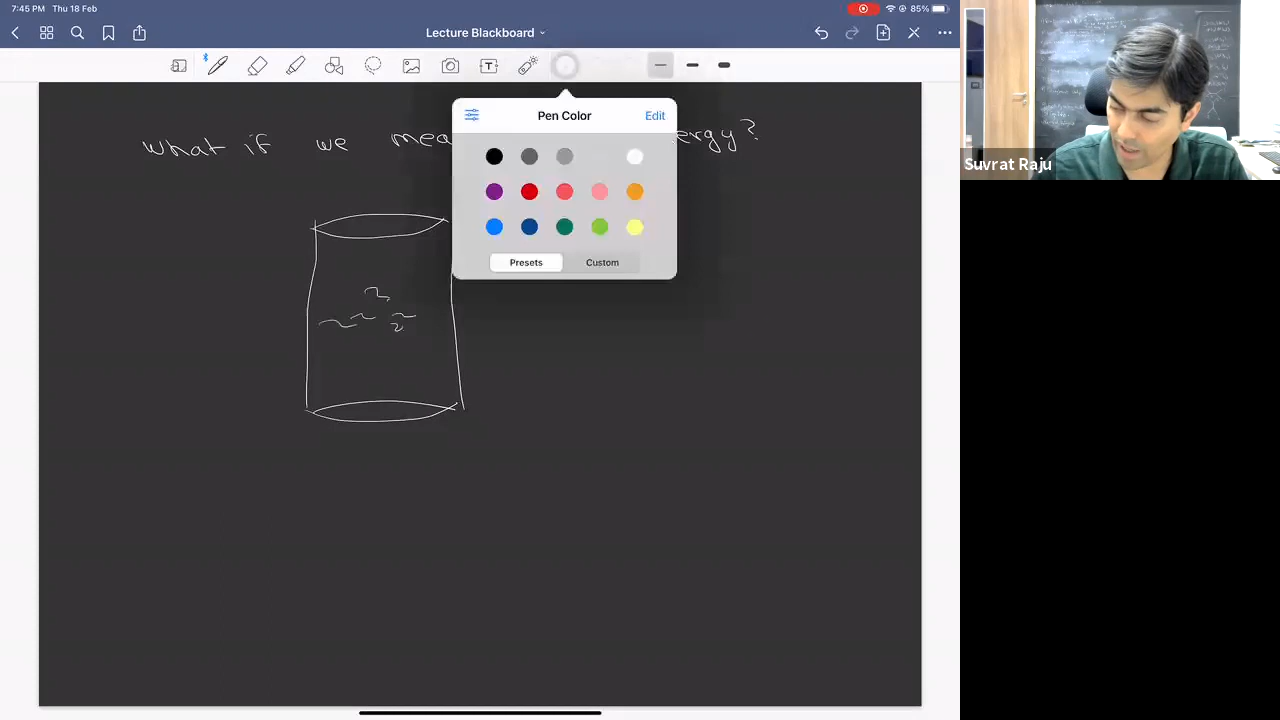 7:45 PM Thu 18 Feb
85%
Lecture Blackboard
T
Pen Color
Edit
What if we mea ergy?
Presets
Custom
Suvrat Raju